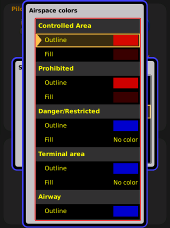 Pil
Airspace colors
S
Controlled Area
Outline
Fill
Prohibited
Outline
Fill
Danger/Restricted
Outline
Fill No color
Terminal area
Outline
Fill No color
Airway
Outline